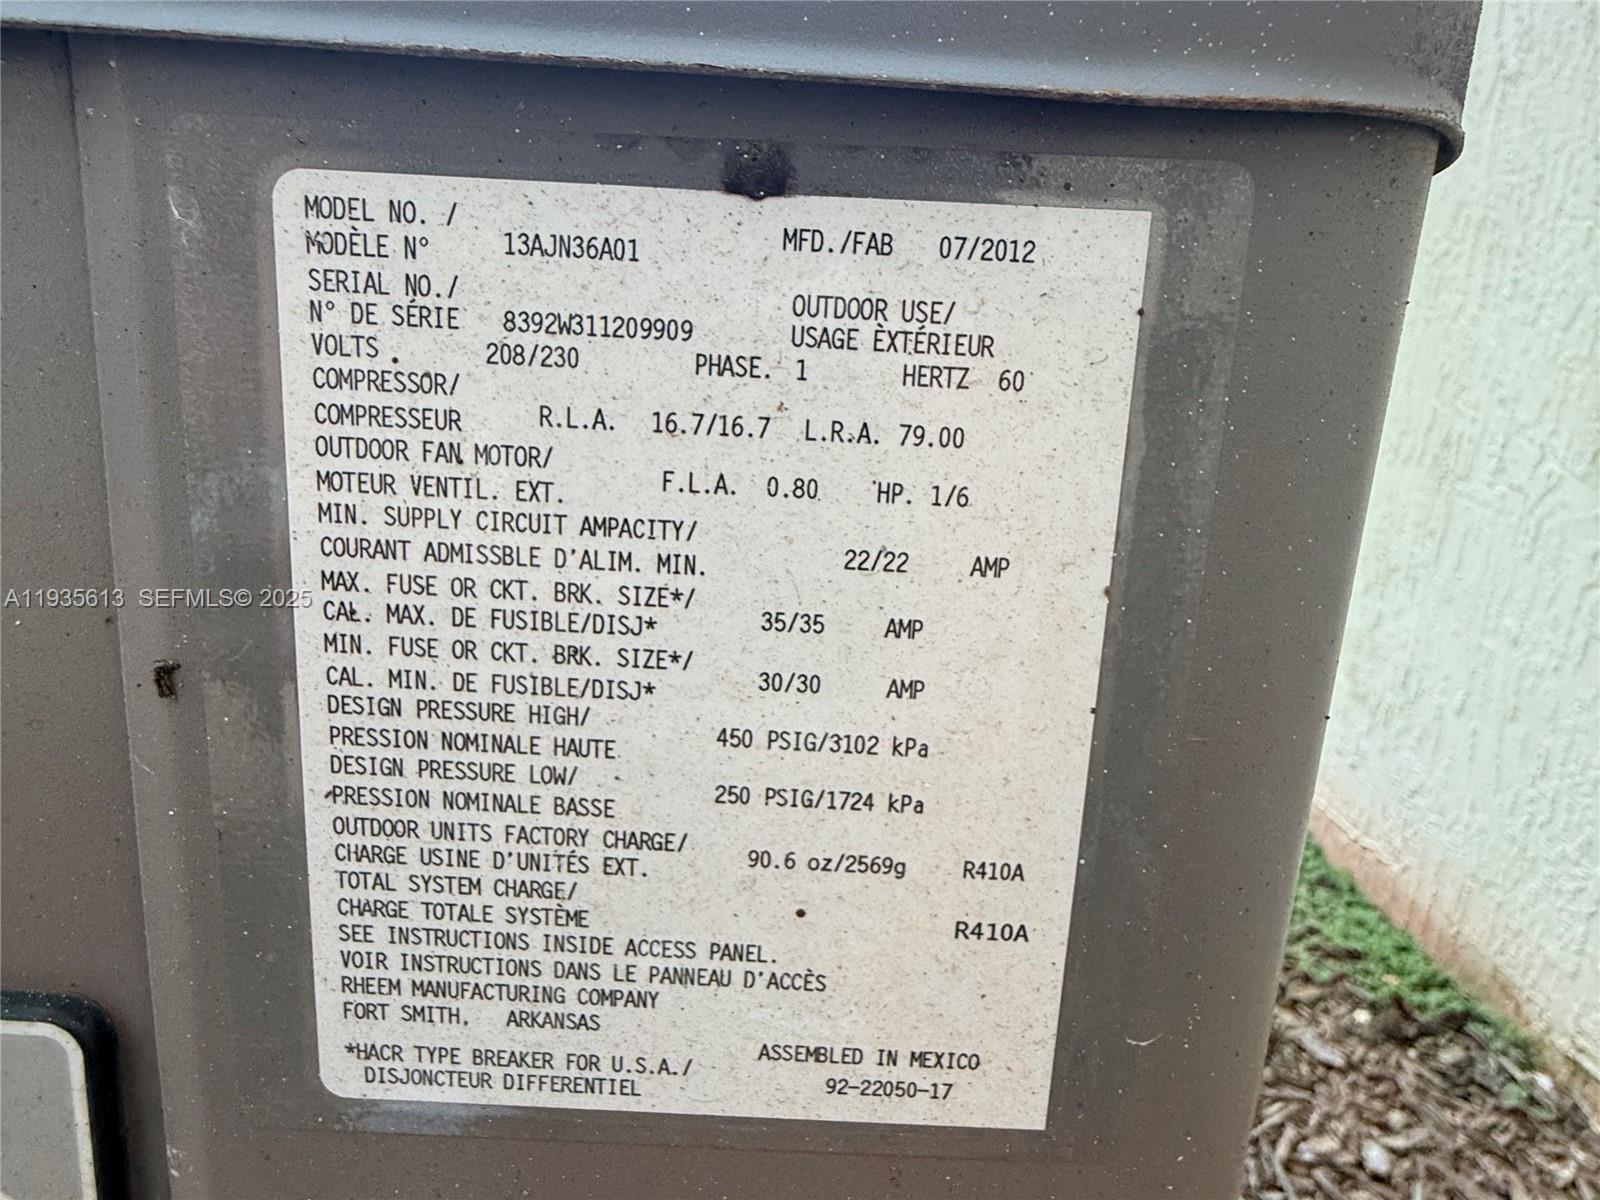 MODEL NO. /
MODÈLE N° 13AJN36A01 MFD./FAB 07/2012
SERIAL NO./ OUTDOOR USE/
N° DE SÉRIE 8392W311209909 USAGE ÈXTÉRIEUR
VOLTS 208/230 PHASE. 1 HERTZ 60
COMPRESSOR/
COMPRESSEUR R.L.A. 16.7/16.7 L.R.A. 79.00
OUTDOOR FAN MOTOR/
MOTEUR VENTIL. EXT. F.L.A. 0.80 HP. 1/6
MIN. SUPPLY CIRCUIT AMPACITY/
COURANT ADMISSBLE D'ALIM. MIN. 22/22 AMP
MAX. FUSE OR CKT. BRK. SIZE*/
CAL. MAX. DE FUSIBLE/DISJ* 35/35 AMP
MIN. FUSE OR CKT. BRK. SIZE*/
CAL. MIN. DE FUSIBLE/DISJ* 30/30 AMP
DESIGN PRESSURE HIGH/
PRESSION NOMINALE HAUTE 450 PSIG/3102 kPa
DESIGN PRESSURE LOW/
PRESSION NOMINALE BASSE 250 PSIG/1724 kPa
OUTDOOR UNITS FACTORY CHARGE/
CHARGE USINE D'UNITÉS EXT. 90.6 oz/2569g R410A
TOTAL SYSTEM CHARGE/
CHARGE TOTALE SYSTÈME R410A
SEE INSTRUCTIONS INSIDE ACCESS PANEL.
VOIR INSTRUCTIONS DANS LE PANNEAU D'ACCÈS
RHEEM MANUFACTURING COMPANY
FORT SMITH, ARKANSAS
*HACR TYPE BREAKER FOR U.S.A./ ASSEMBLED IN MEXICO
DISJONCTEUR DIFFERENTIEL 92-22050-17
A11935613 SEFMLS© 2025